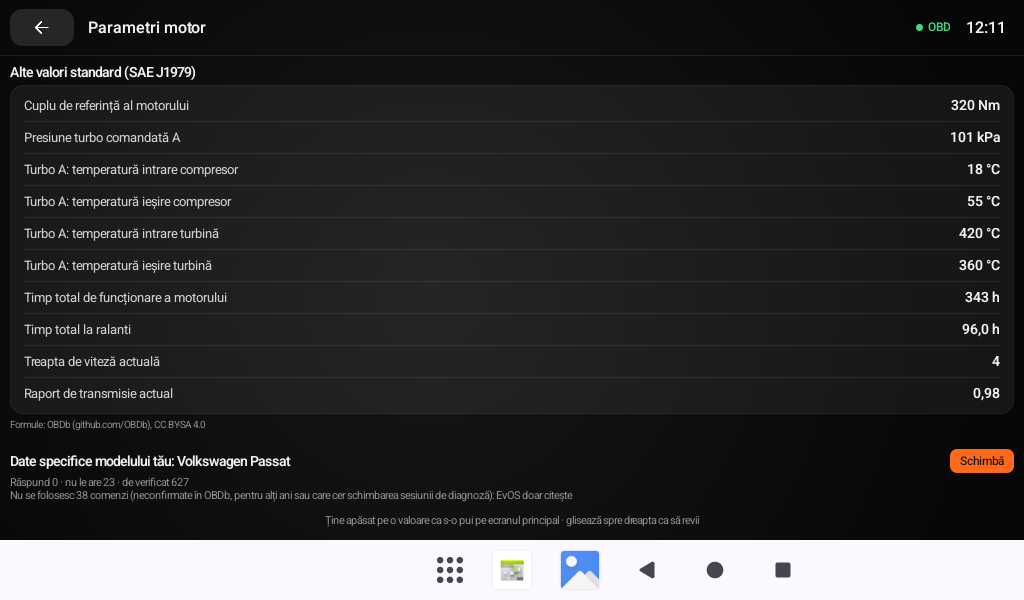 Parametri motor
OBD
12:11
Alte valori standard (SAE J1979)
Cuplu de referință al motorului 320 Nm
Presiune turbo comandată A 101 kPa
Turbo A: temperatură intrare compresor 18 °C
Turbo A: temperatură ieșire compresor 55 °C
Turbo A: temperatură intrare turbină 420 °C
Turbo A: temperatură ieșire turbină 360 °C
Timp total de funcționare a motorului 343 h
Timp total la ralanti 96,0 h
Treapta de viteză actuală 4
Raport de transmisie actual 0,98
Formule: OBDb (github.com/OBDb), CC BY-SA 4.0
Date specifice modelului tău: Volkswagen Passat
Schimbă
Răspund 0 · nu le are 23 · de verificat 627
Nu se folosesc 38 comenzi (neconfirmate în OBDb, pentru alți ani sau care cer schimbarea sesiunii de diagnoză): EvOS doar citește
Ține apăsat pe o valoare ca s-o pui pe ecranul principal · glisează spre dreapta ca să revii